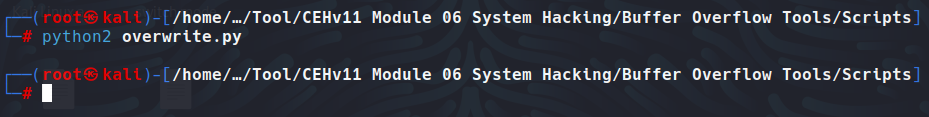 ┌──(root㉿kali)-[/home/…/Tool/CEHv11 Module 06 System Hacking/Buffer Overflow Tools/Scripts]
└─# python2 overwrite.py
┌──(root㉿kali)-[/home/…/Tool/CEHv11 Module 06 System Hacking/Buffer Overflow Tools/Scripts]
└─#